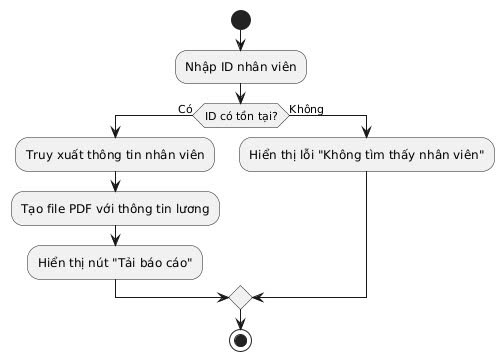 Nhập ID nhân viên
ID có tồn tại?
Có
Không
Truy xuất thông tin nhân viên
Hiển thị lỗi "Không tìm thấy nhân viên"
Tạo file PDF với thông tin lương
Hiển thị nút "Tải báo cáo"